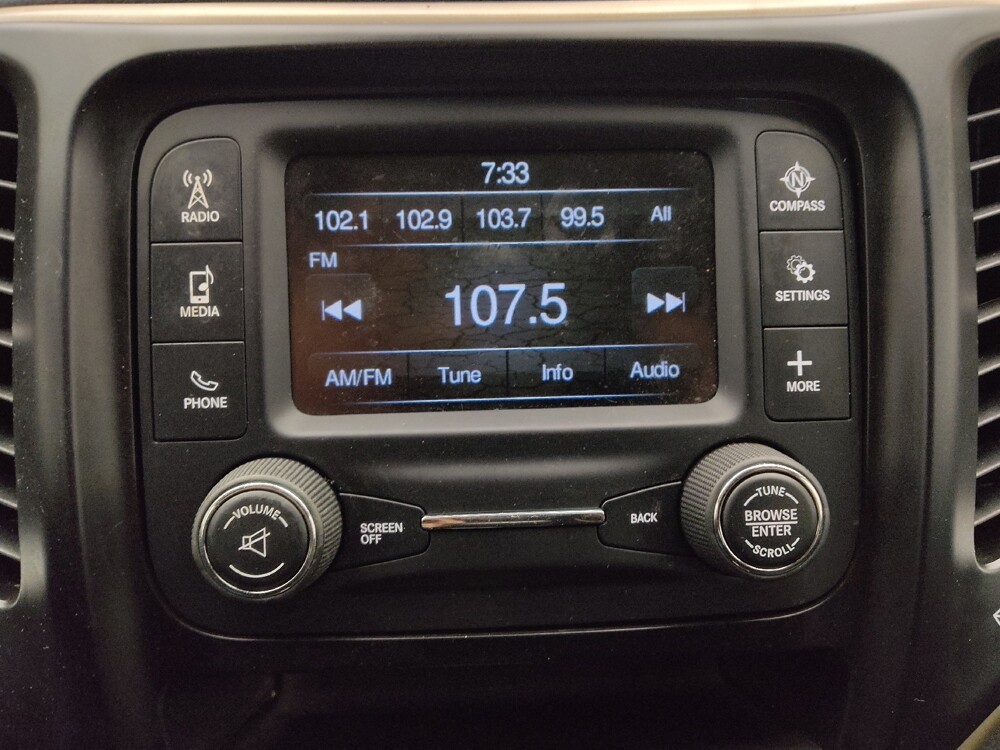 7:33
102.1 102.9 103.7 99.5 All
FM
107.5
AM/FM Tune Info Audio
RADIO
MEDIA
PHONE
N
COMPASS
SETTINGS
MORE
VOLUME
SCREEN
OFF
BACK
TUNE
BROWSE
ENTER
SCROLL